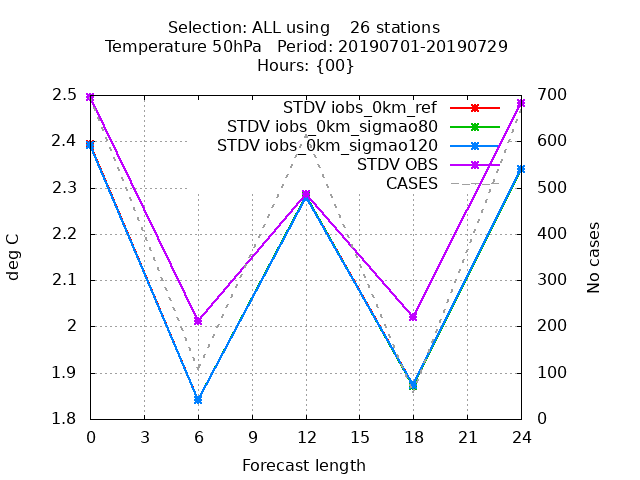 Selection: ALL using    26 stations
Temperature 50hPa   Period: 20190701-20190729
Hours: {00}
2.5
2.4
2.3
2.2
2.1
2
1.9
1.8
deg C
STDV iobs_0km_ref
STDV iobs_0km_sigmao80
STDV iobs_0km_sigmao120
STDV OBS
CASES
700
600
500
400
300
200
100
0
No cases
0 3 6 9 12 15 18 21 24
Forecast length